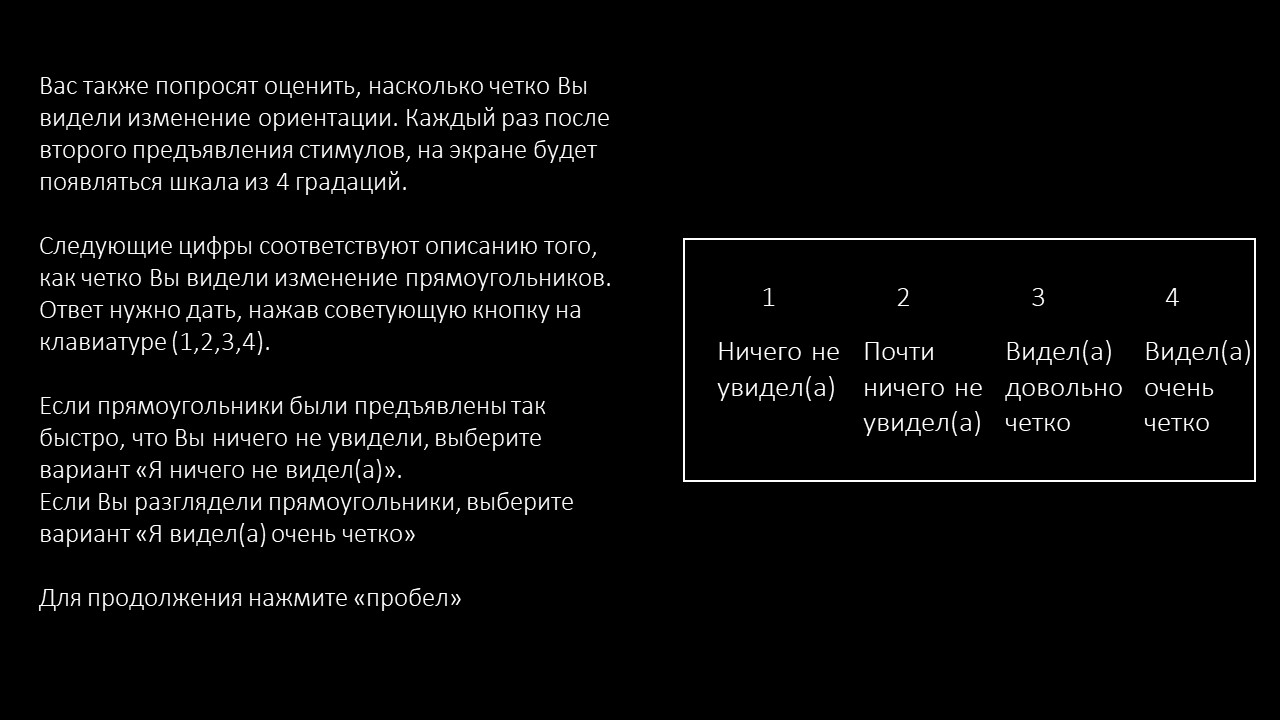 Вас также попросят оценить, насколько четко Вы
видели изменение ориентации. Каждый раз после
второго предъявления стимулов, на экране будет
появляться шкала из 4 градаций.
Следующие цифры соответствуют описанию того,
как четко Вы видели изменение прямоугольников.
Ответ нужно дать, нажав советующую кнопку на
клавиатуре (1,2,3,4).
Если прямоугольники были предъявлены так
быстро, что Вы ничего не увидели, выберите
вариант «Я ничего не видел(а)».
Если Вы разглядели прямоугольники, выберите
вариант «Я видел(а) очень четко»
Для продолжения нажмите «пробел»
1 2 3 4
Ничего не Почти Видел(а) Видел(а)
увидел(а) ничего не довольно очень
увидел(а) четко четко